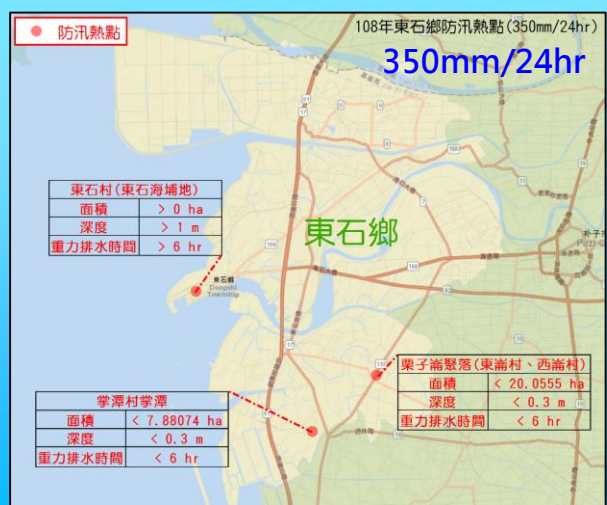 防汛熱點
108年東石鄉防汛熱點(350mm/24hr)
350mm/24hr
東石村(東石海埔地)
面積 > 0 ha
深度 > 1 m
重力排水時間 > 6 hr
東石鄉
東石鄉
Dongshi
Township
栗子崙聚落(東崙村、西崙村)
面積 < 20.0555 ha
深度 < 0.3 m
重力排水時間 < 6 hr
掌潭村掌潭
面積 < 7.88074 ha
深度 < 0.3 m
重力排水時間 < 6 hr
61
17
168
168
17